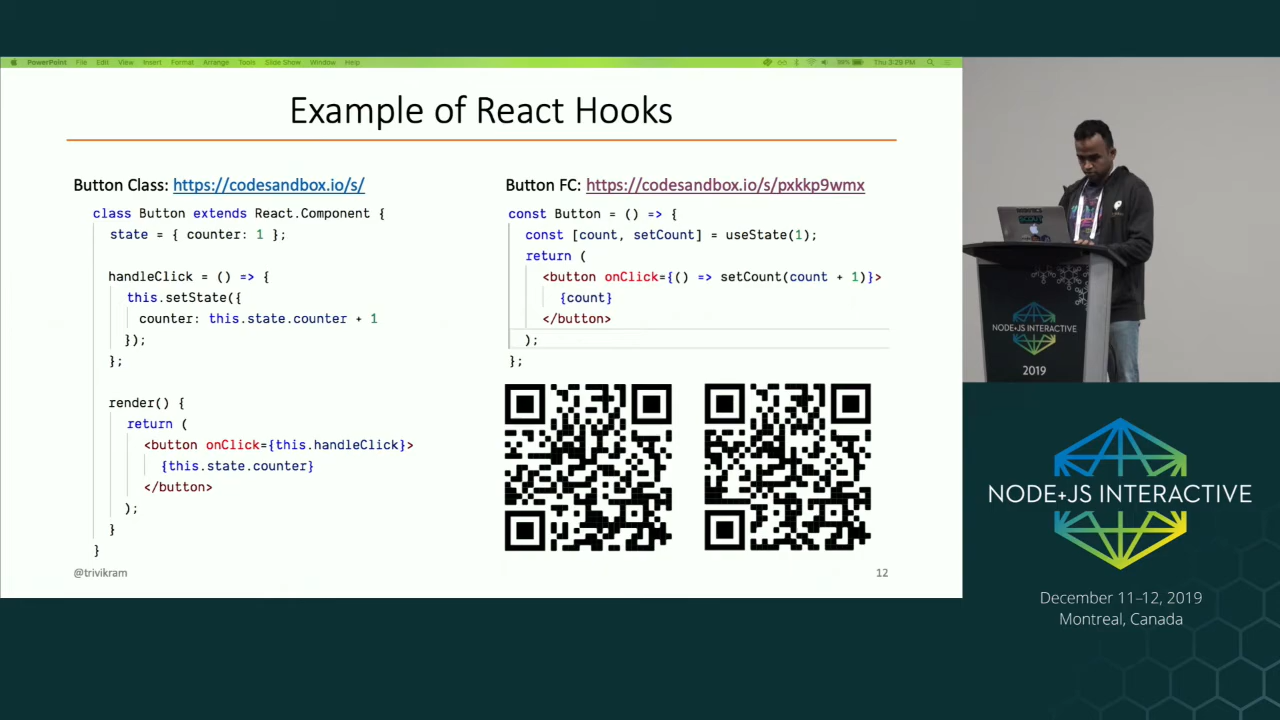 PowerPoint File Edit View Insert Format Arrange Tools Slide Show Window Help
99% Thu 3:29 PM
Example of React Hooks
Button Class: https://codesandbox.io/s/
class Button extends React.Component {
state = { counter: 1 };
handleClick = () => {
this.setState({
counter: this.state.counter + 1
});
};
render() {
return (
<button onClick={this.handleClick}>
{this.state.counter}
</button>
);
}
}
Button FC: https://codesandbox.io/s/pxkkp9wmx
const Button = () => {
const [count, setCount] = useState(1);
return (
<button onClick={() => setCount(count + 1)}>
{count}
</button>
);
};
@trivikram
12
NODE+JS INTERACTIVE
2019
NODE+JS INTERACTIVE
December 11–12, 2019
Montreal, Canada